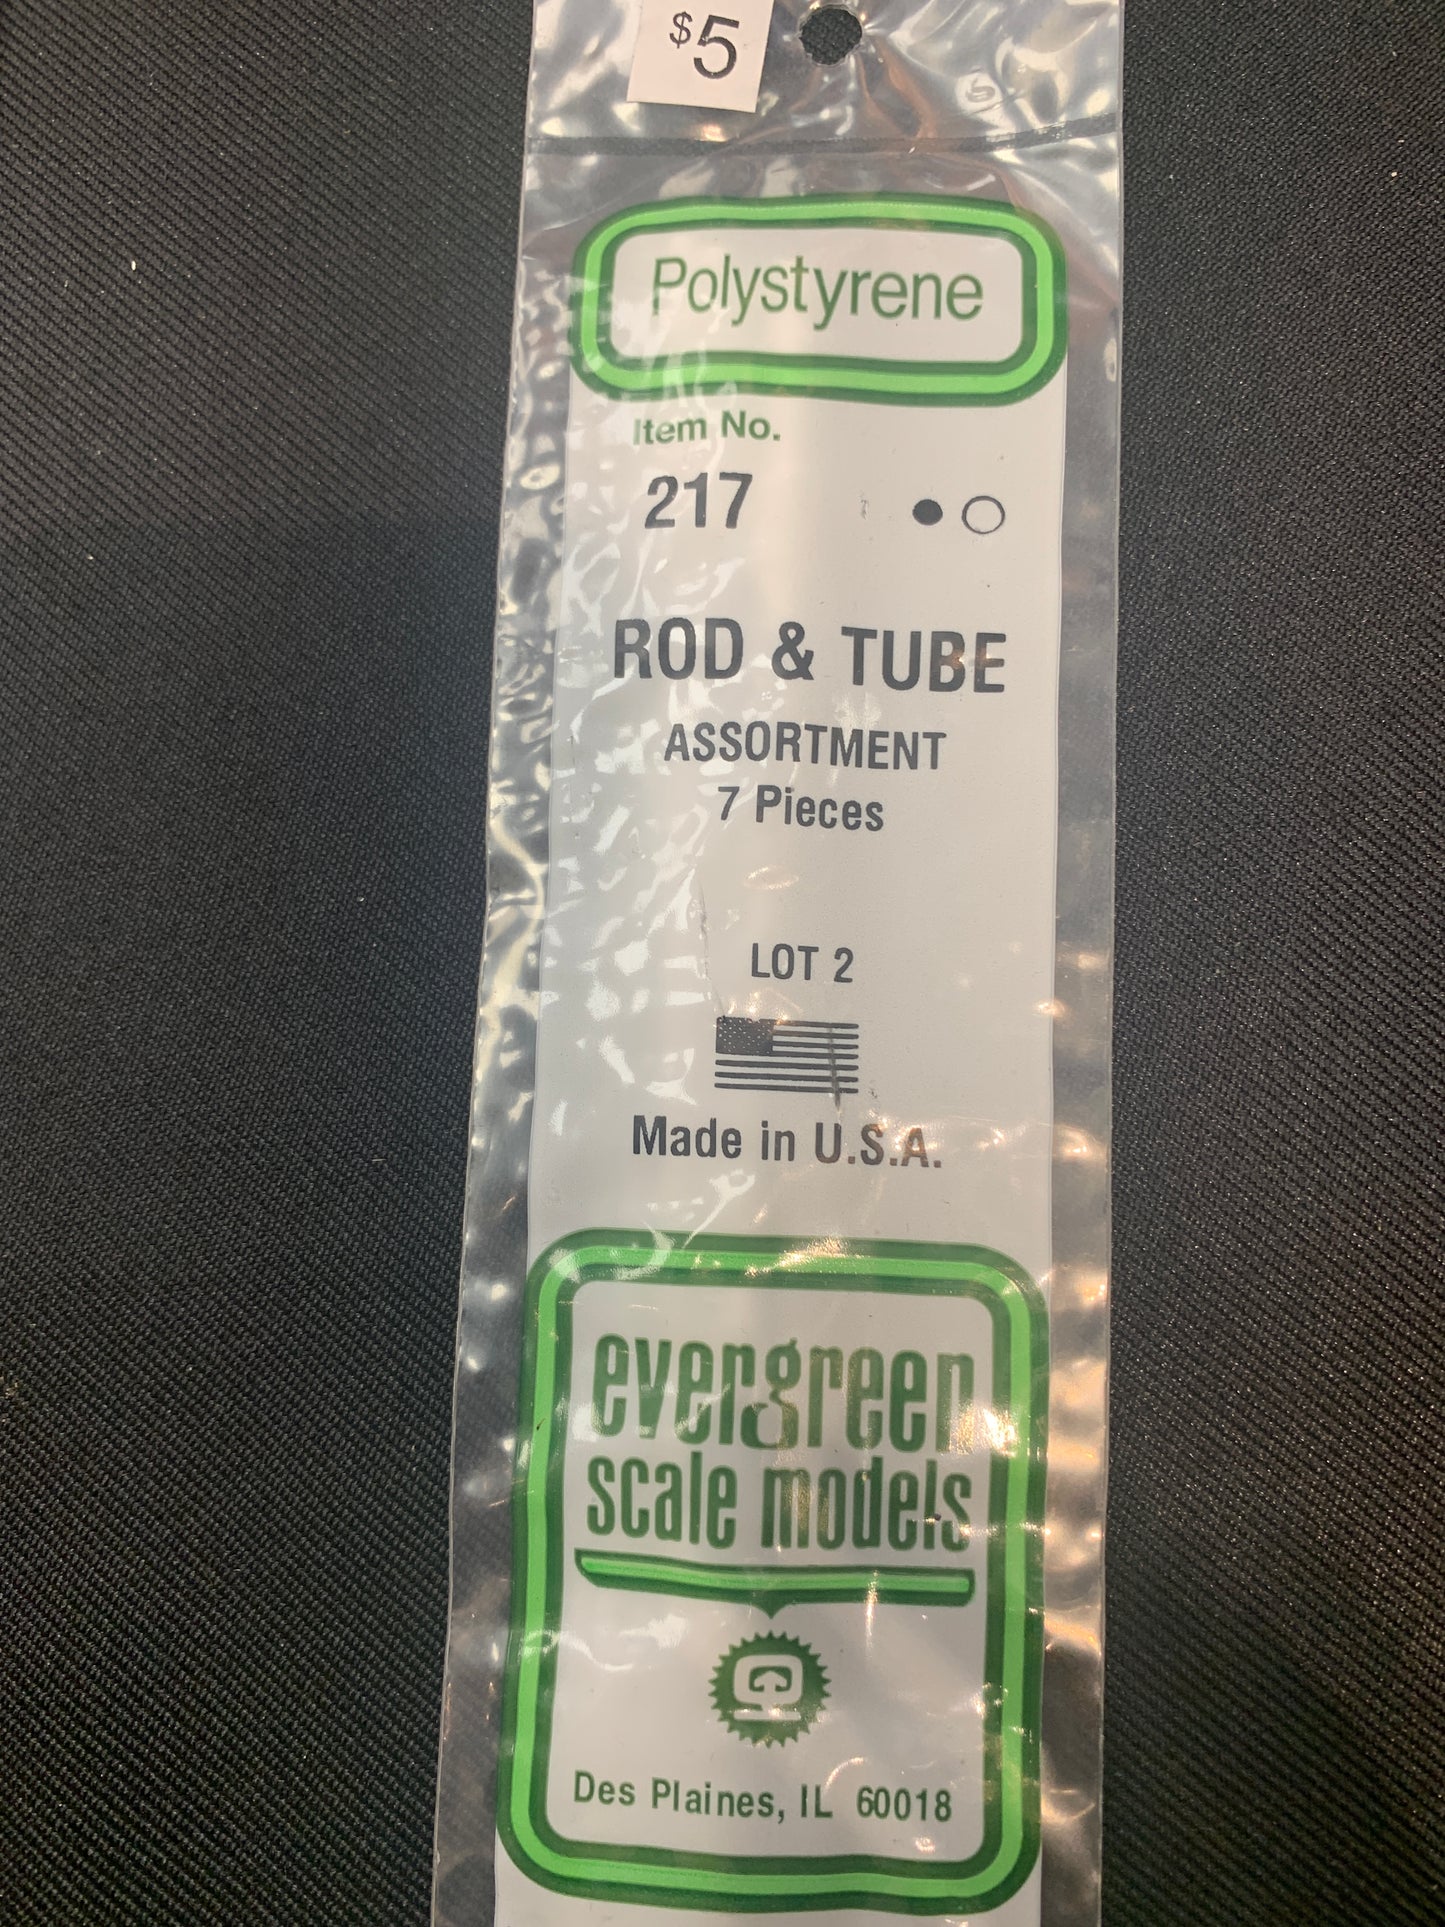 $5
Polystyrene
Item No.
217
ROD & TUBE
ASSORTMENT
7 Pieces
LOT 2
Made in U.S.A.
evergreen
scale models
Des Plaines, IL 60018